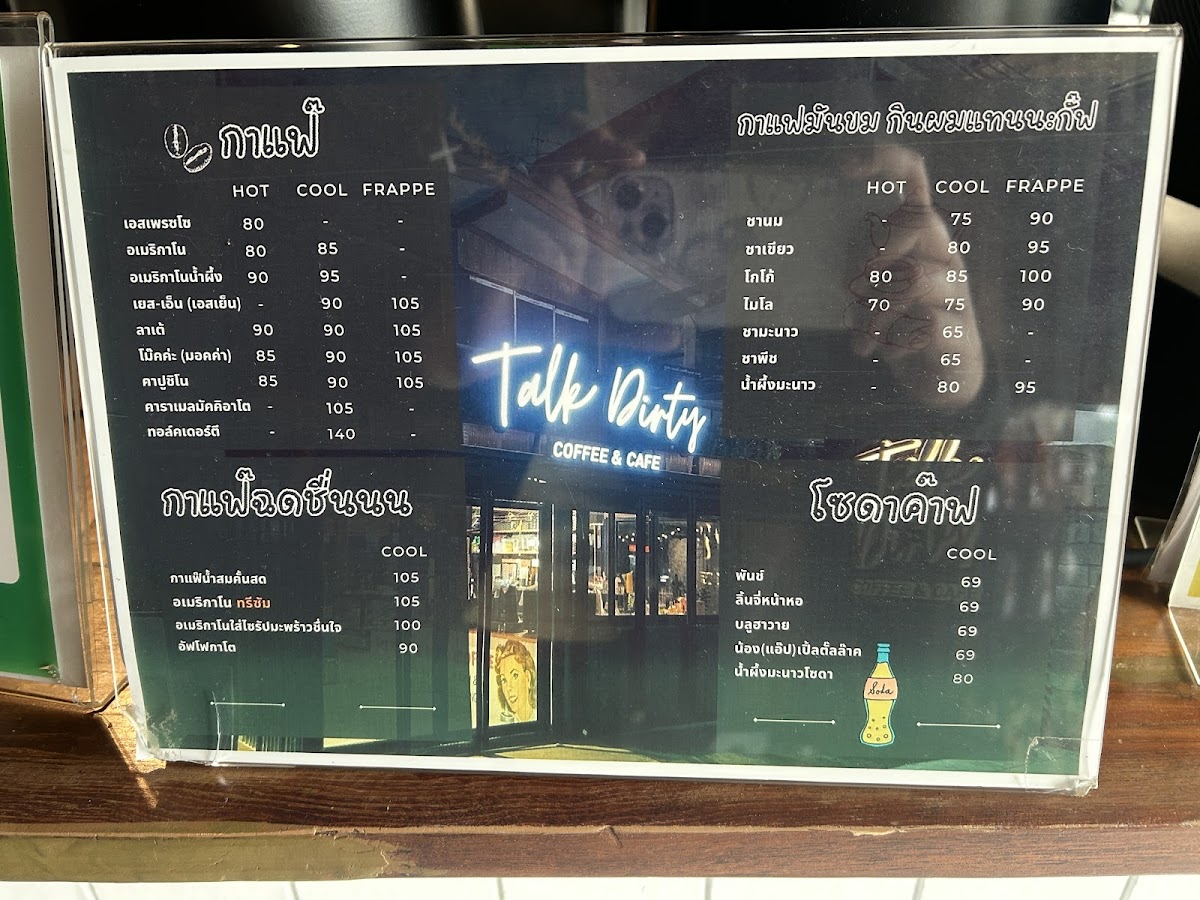 กาแฟ๊
HOT COOL FRAPPE
เอสเพรซโซ 80 - -
อเมริกาโน 80 85 -
อเมริกาโนน้ำผึ้ง 90 95 -
เยส-เอ็น (เอสเย็น) - 90 105
ลาเต้ 90 90 105
โม๊คค่ะ (มอคค่า) 85 90 105
คาปูชิโน 85 90 105
คาราเมลมัคคิอาโต - 105 -
ทอล์คเดอร์ตี - 140 -
กาแฟ๊ฉดชื่นนน
COOL
กาแฟ๊น้ำสมคั้นสด 105
อเมริกาโน ทรีซัม 105
อเมริกาโนใส่ไซรัปมะพร้าวชื่นใจ 100
อัฟโฟกาโต 90
Talk Dirty
COFFEE & CAFE
กาแฟมันขม กินผมแทนนะกั๊ฟ
HOT COOL FRAPPE
ชานม - 75 90
ชาเขียว - 80 95
โกโก้ 80 85 100
ไมโล 70 75 90
ชามะนาว - 65 -
ชาพีช - 65 -
น้ำผึ้งมะนาว - 80 95
โซดาค๊าฟ
COOL
พันช์ 69
ลิ้นจี่หน้าหอ 69
บลูฮาวาย 69
น้อง(แอ๊ป)เปิ้ลตั๊ลล๊าค 69
น้ำผึ้งมะนาวโซดา 80
Soda